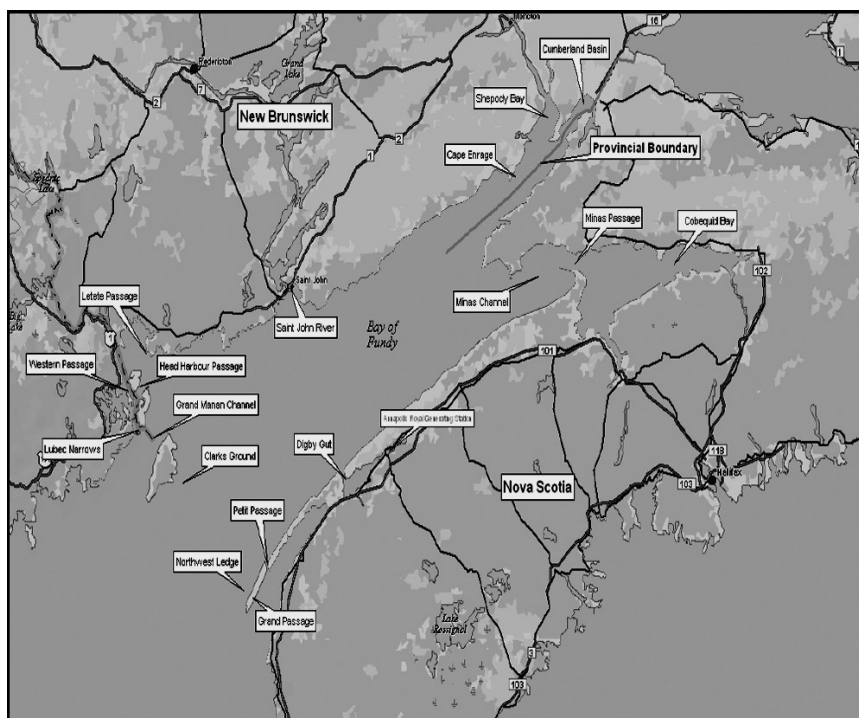 Moncton
16
Cumberland Basin
1
Fredericton
Grand
Lake
7
2
Shepody Bay
New Brunswick
2
1
Cape Enrage
Provincial Boundary
Minas Passage
Cobequid Bay
102
Saint John
Letete Passage
Minas Channel
Saint John River
Bay of
Fundy
1
101
Western Passage
Head Harbour Passage
Grand Manan Channel
Annapolis Royal Generating Station
Lubec Narrows
Digby Gut
Clarks Ground
118
Halifax
103
Nova Scotia
Petit Passage
Northwest Ledge
Grand Passage
Lake
Rossignol
3
103